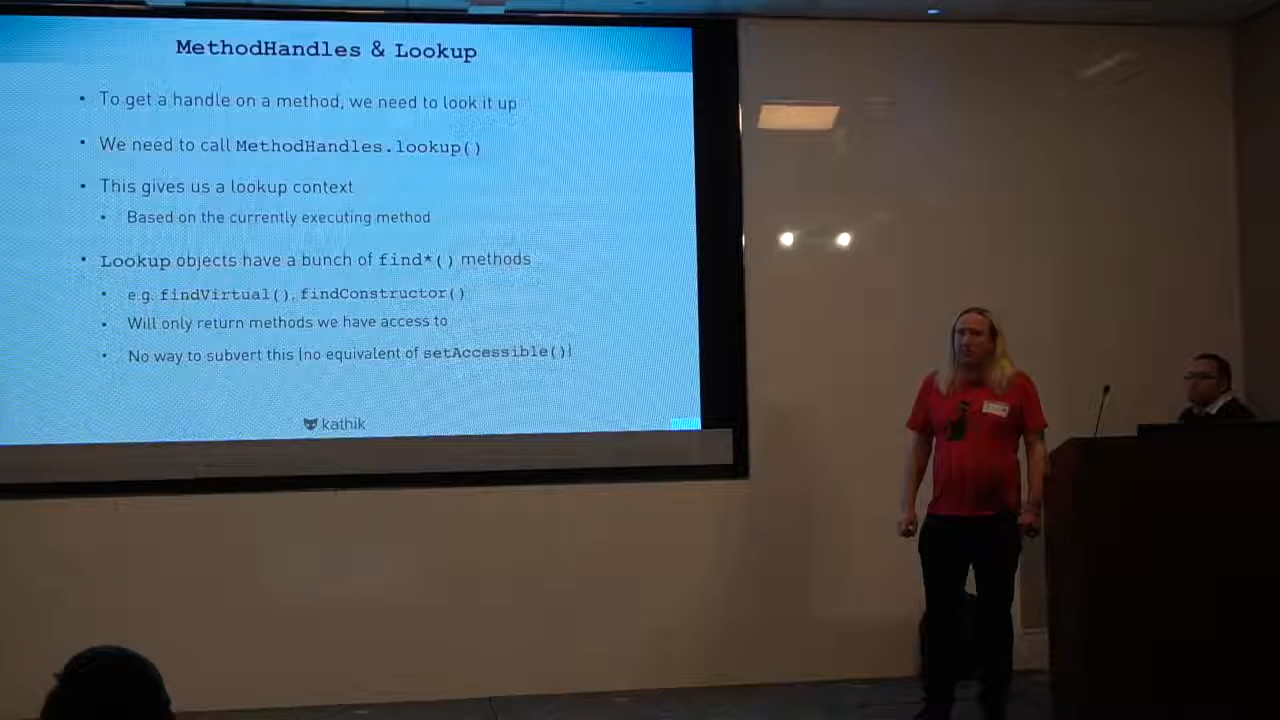 MethodHandles & Lookup
• To get a handle on a method, we need to look it up
• We need to call MethodHandles.lookup()
• This gives us a lookup context
• Based on the currently executing method
• Lookup objects have a bunch of find*() methods
• e.g. findVirtual(), findConstructor()
• Will only return methods we have access to
• No way to subvert this (no equivalent of setAccessible())
kathik